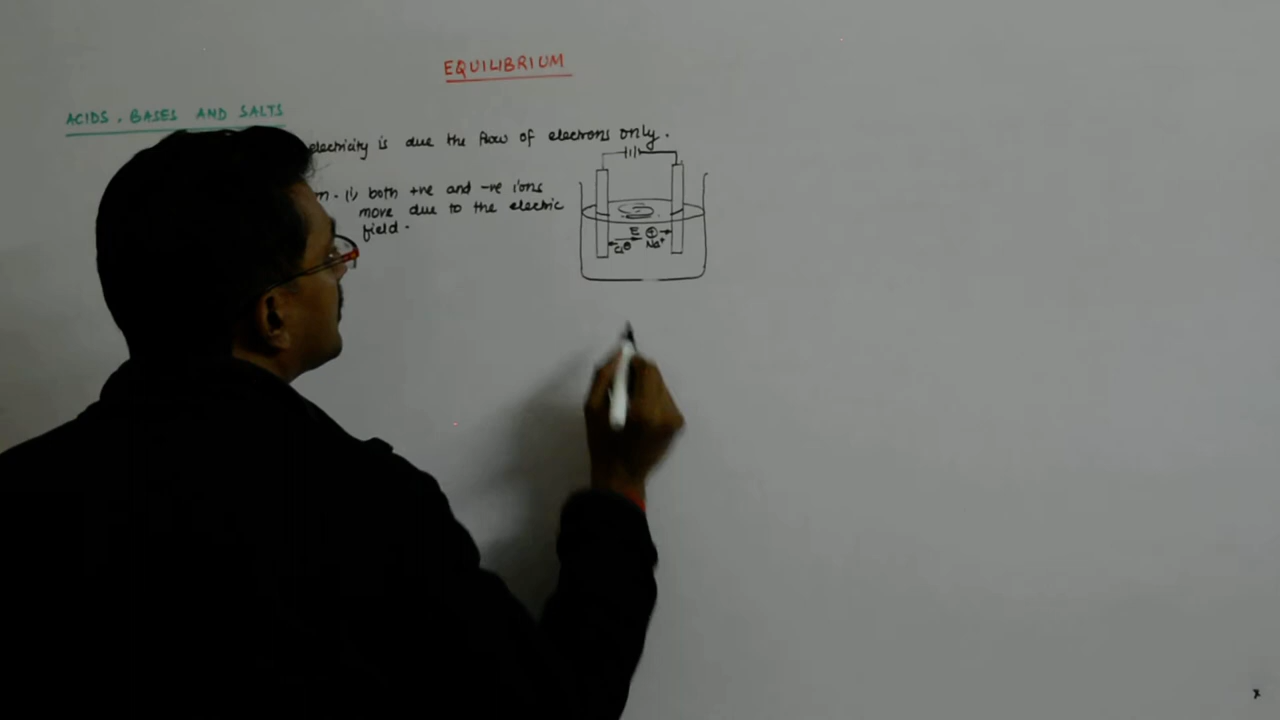 EQUILIBRIUM
ACIDS, BASES AND SALTS
electricity is due the flow of electrons only.
(i) both +ve and -ve ions
move due to the electric
field.
E ⊕
Cl⊖ Na⁺